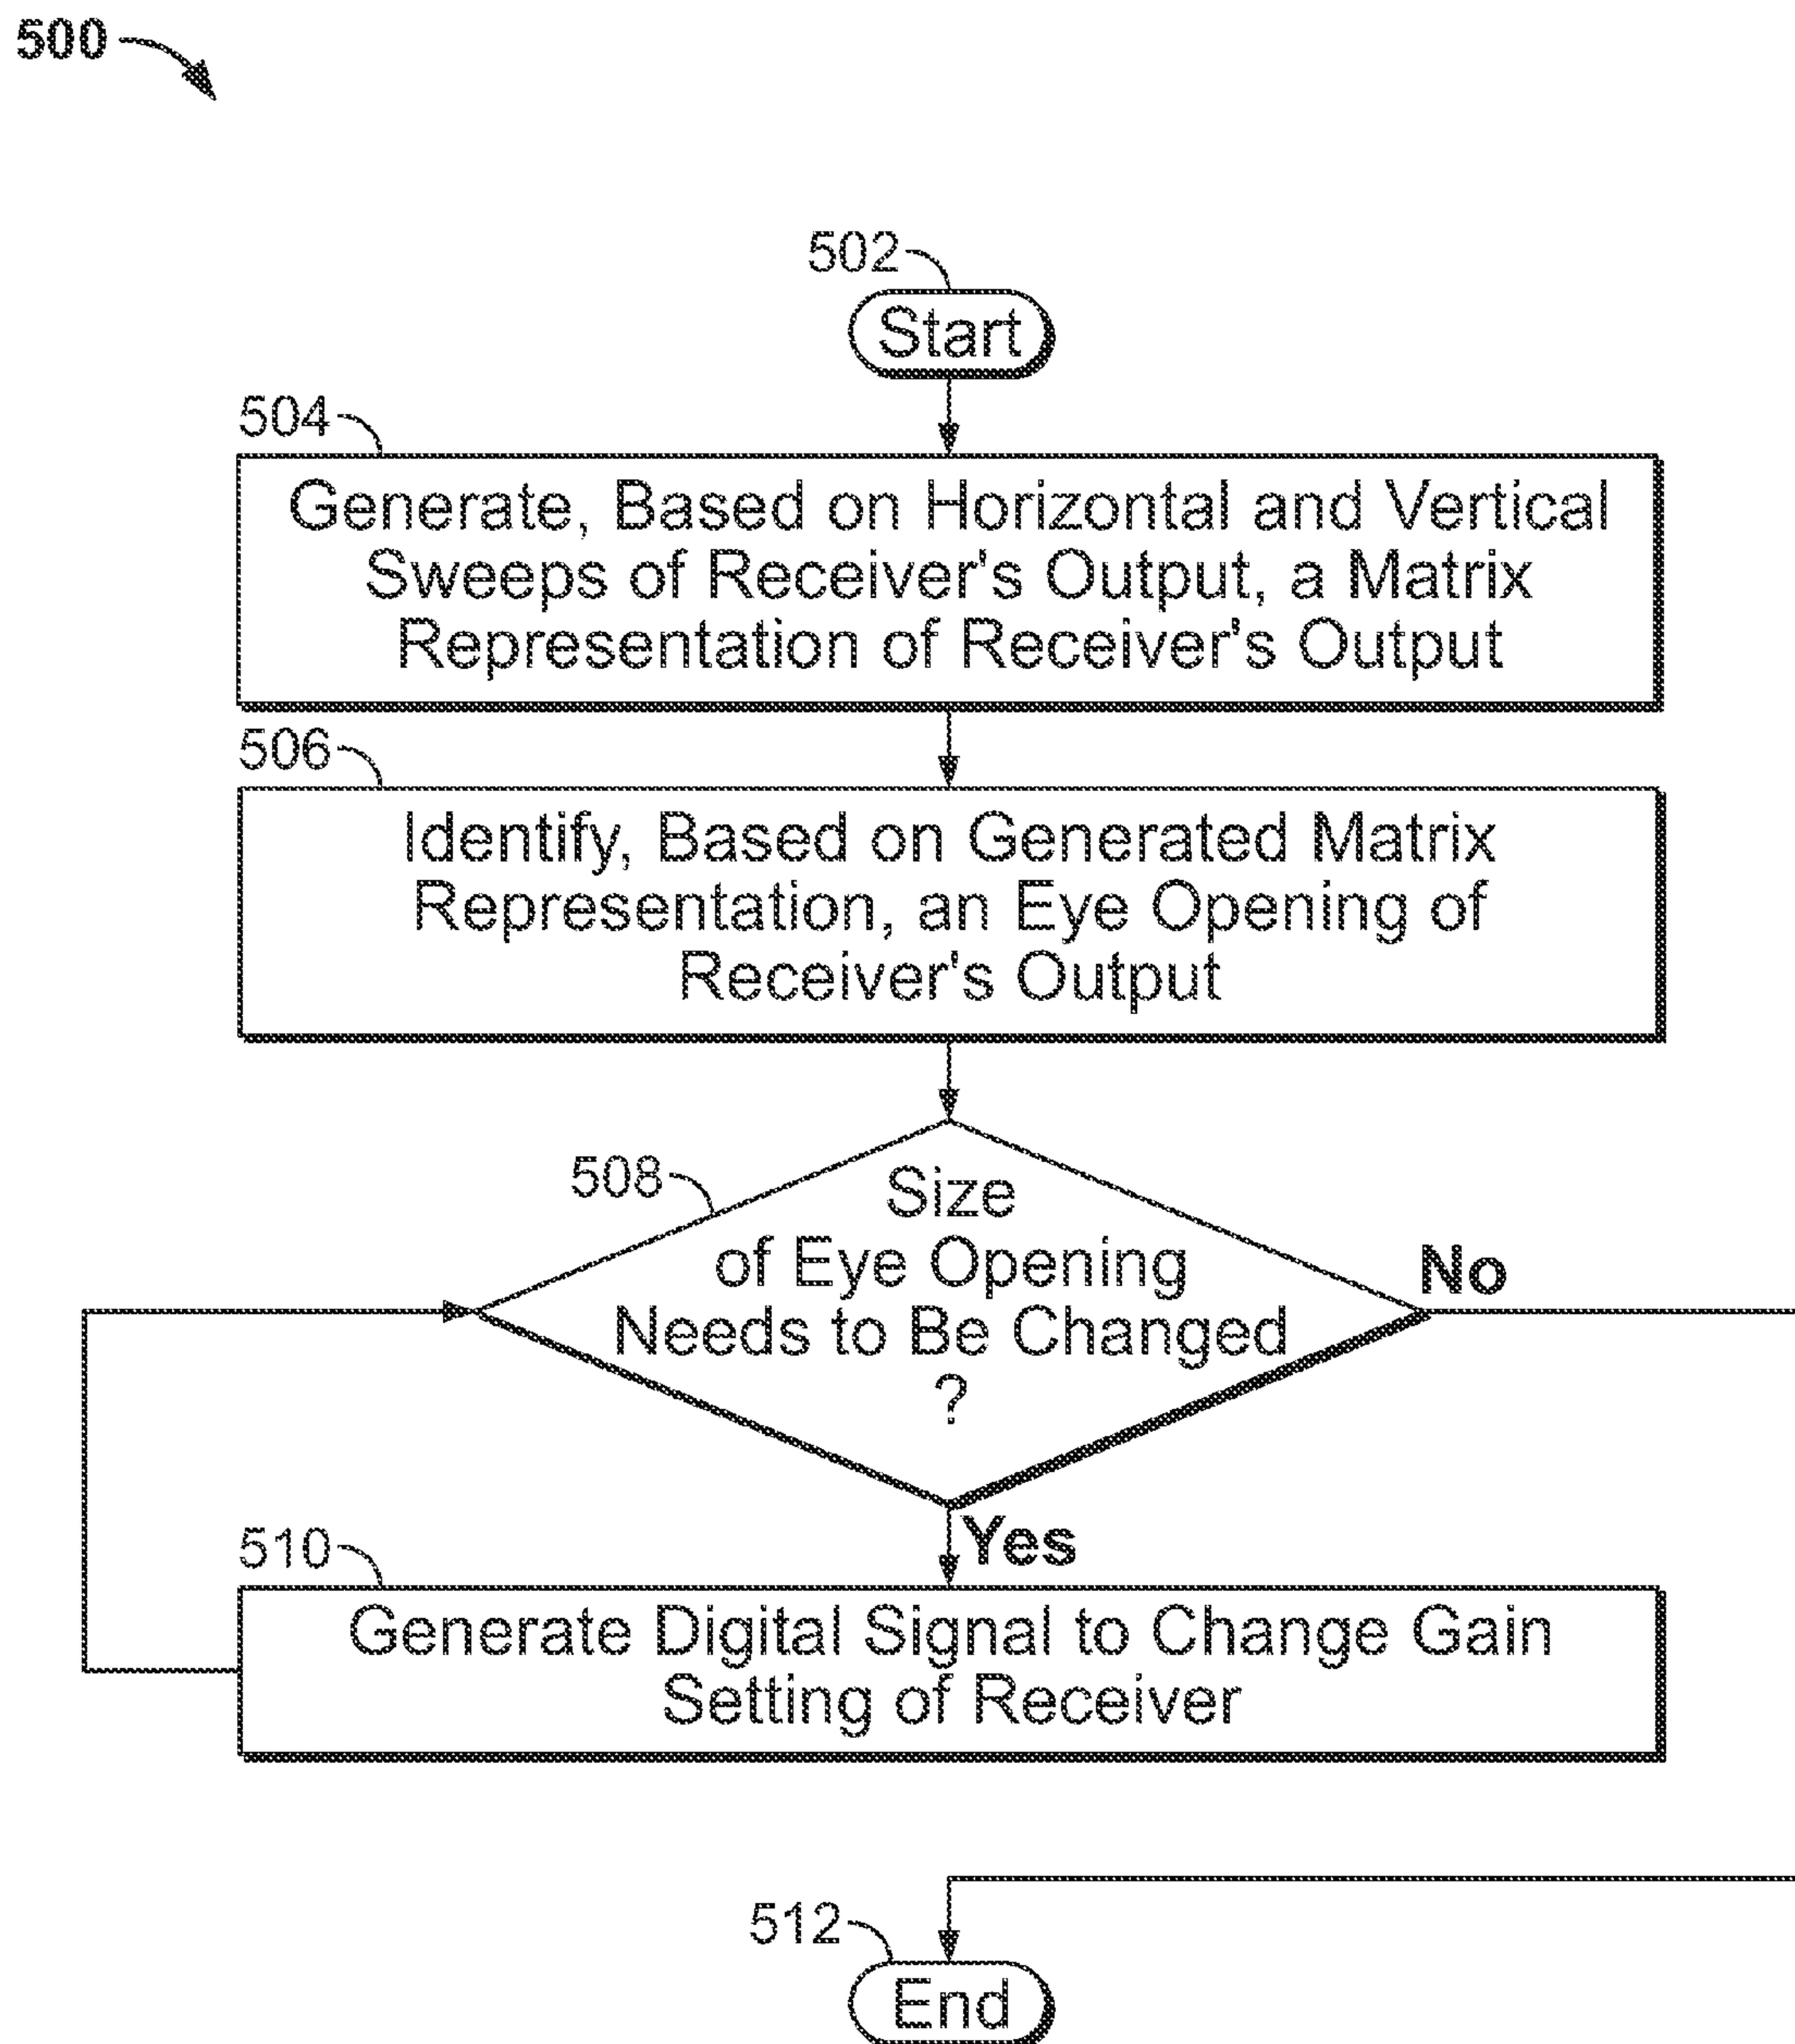 500
502
Start
504
Generate, Based on Horizontal and Vertical
Sweeps of Receiver's Output, a Matrix
Representation of Receiver's Output
506
Identify, Based on Generated Matrix
Representation, an Eye Opening of
Receiver's Output
508
Size
of Eye Opening
Needs to Be Changed
?
No
Yes
510
Generate Digital Signal to Change Gain
Setting of Receiver
512
End